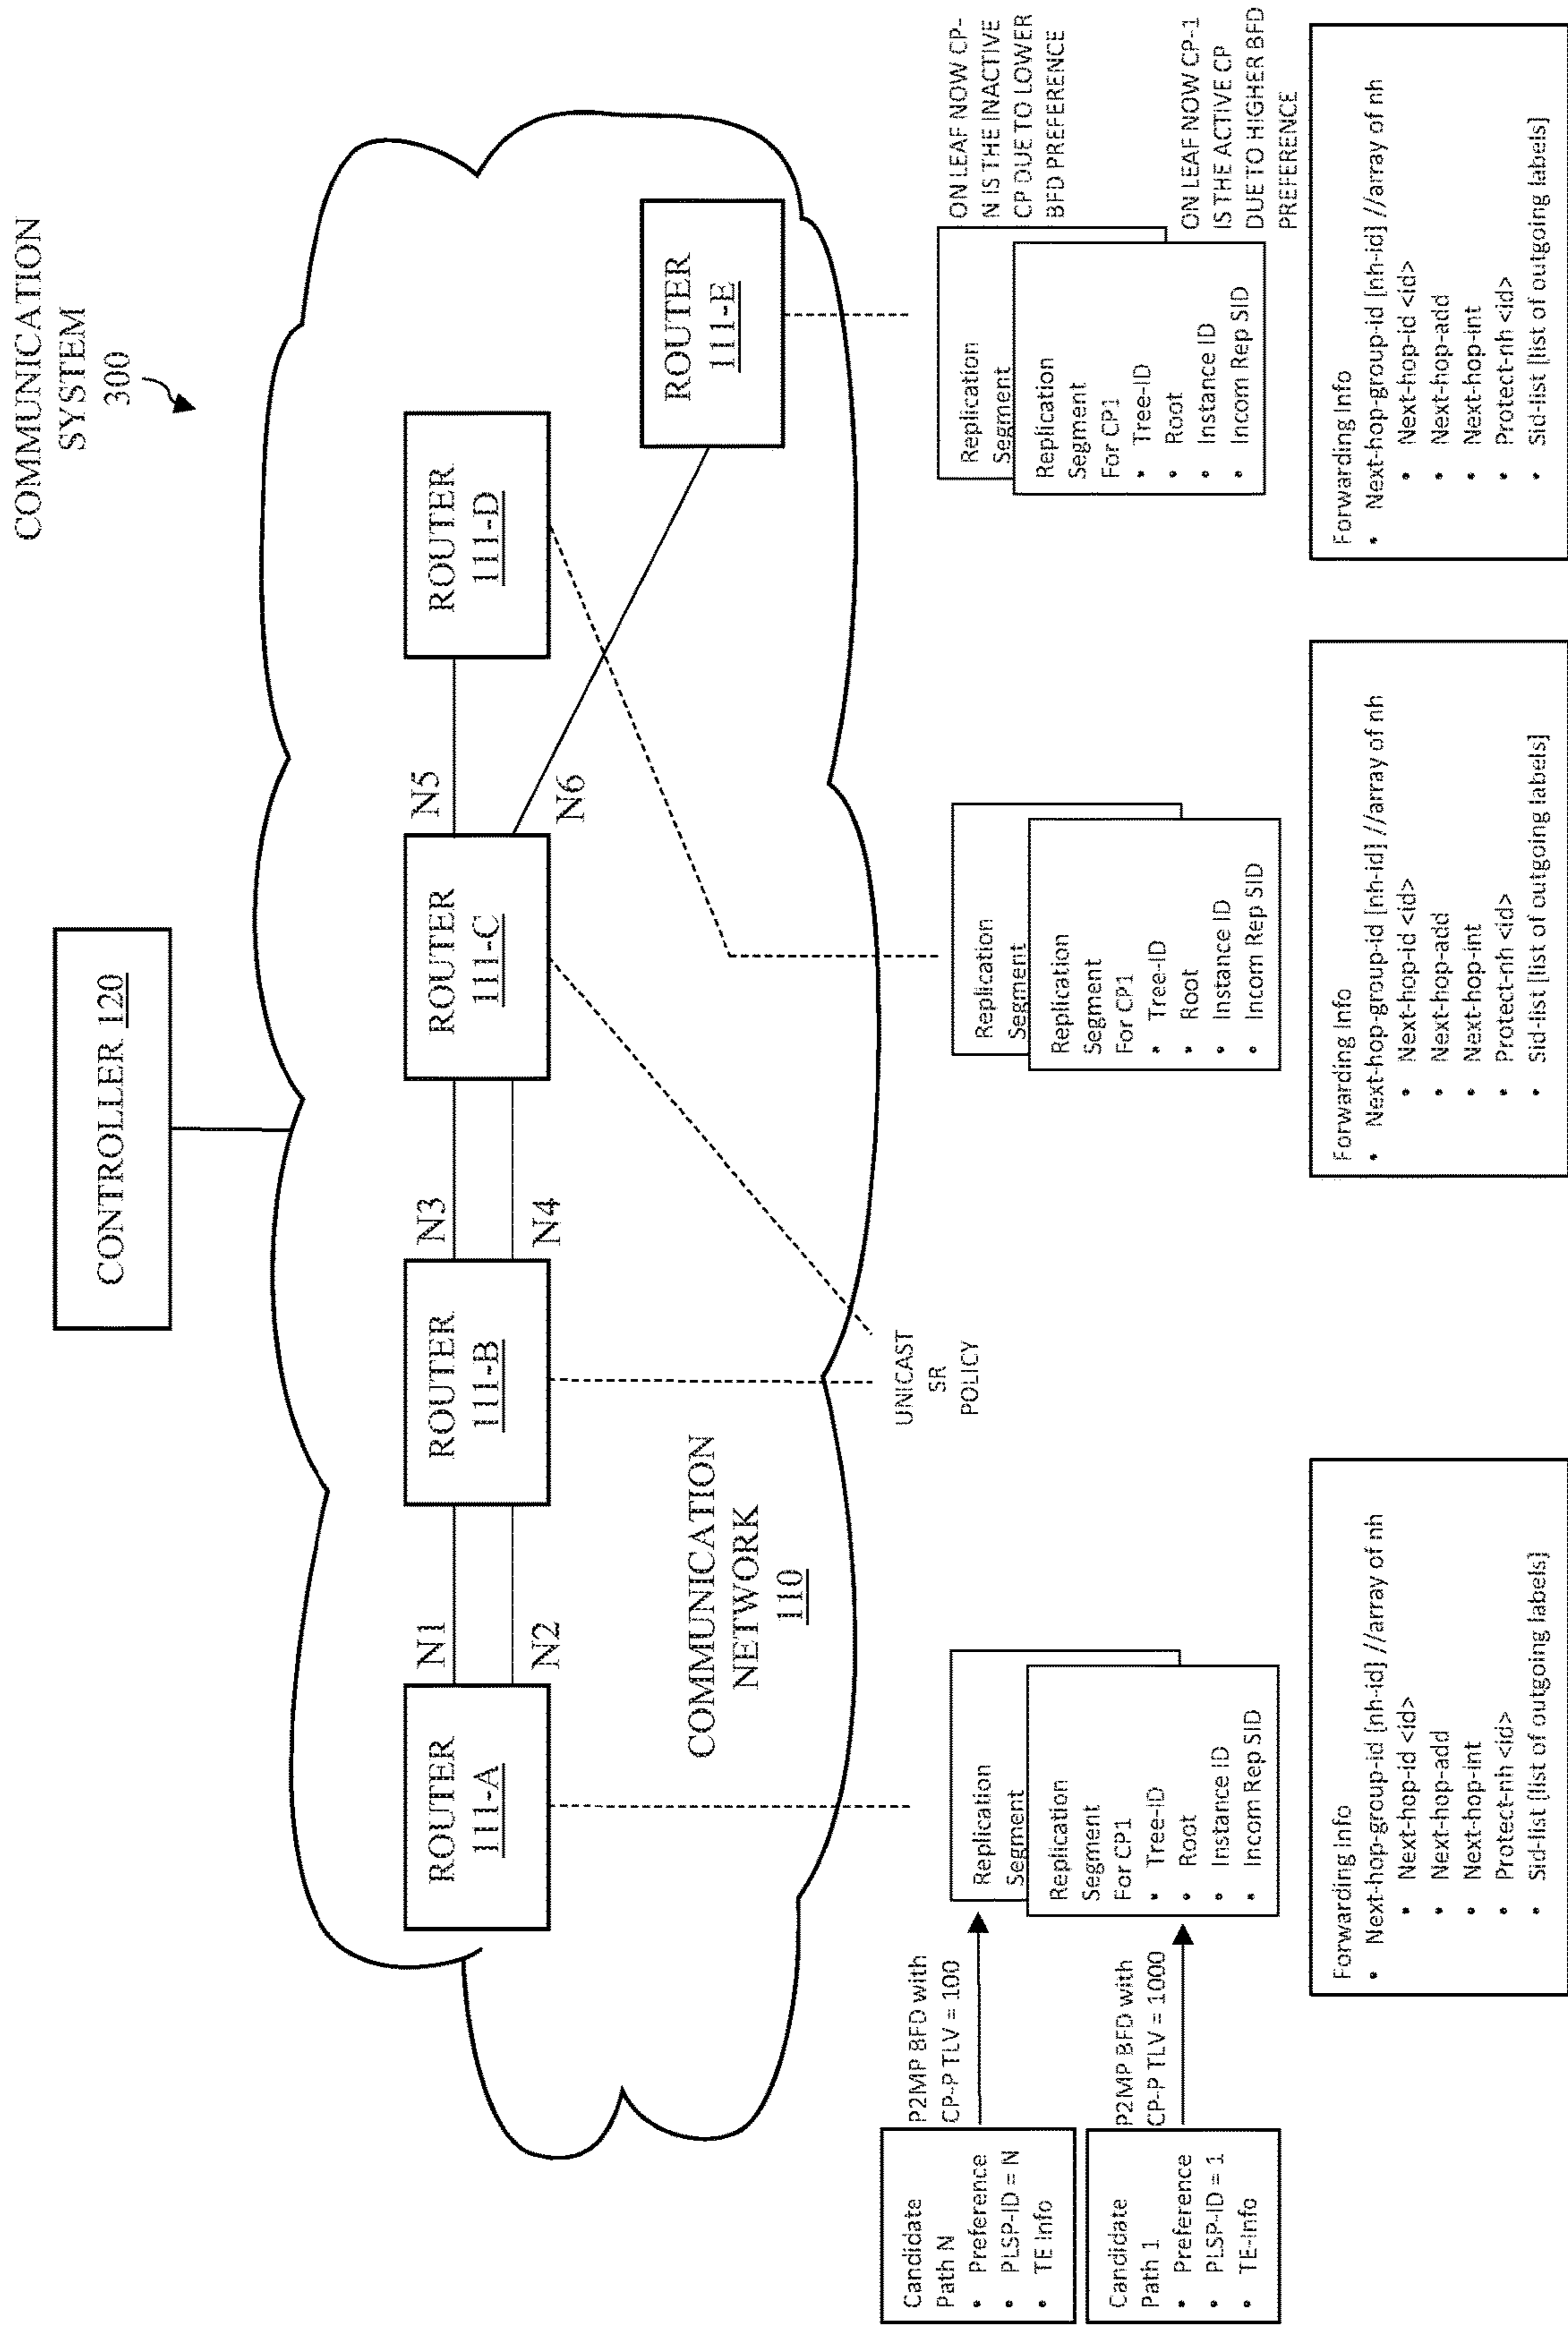 COMMUNICATION
SYSTEM
300
CONTROLLER 120
ROUTER
111-A
N1
N2
ROUTER
111-B
N3
N4
ROUTER
111-C
N5
N6
ROUTER
111-D
ROUTER
111-E
COMMUNICATION
NETWORK
110
UNICAST
SR
POLICY
Candidate
Path N
• Preference
• PLSP-ID = N
• TE Info
P2MP BFD with
CP-P TLV = 100
Candidate
Path 1
• Preference
• PLSP-ID = 1
• TE-Info
P2MP BFD with
CP-P TLV = 1000
Replication
Segment
Replication
Segment
For CP1
• Tree-ID
• Root
• Instance ID
• Incom Rep SID
Replication
Segment
Replication
Segment
For CP1
• Tree-ID
• Root
• Instance ID
• Incom Rep SID
Replication
Segment
Replication
Segment
For CP1
• Tree-ID
• Root
• Instance ID
• Incom Rep SID
ON LEAF NOW CP-
N IS THE INACTIVE
CP DUE TO LOWER
BFD PREFERENCE
ON LEAF NOW CP-1
IS THE ACTIVE CP
DUE TO HIGHER BFD
PREFERENCE
Forwarding Info
• Next-hop-group-id [nh-id] //array of nh
• Next-hop-id <id>
• Next-hop-add
• Next-hop-int
• Protect-nh <id>
• Sid-list [list of outgoing labels]
Forwarding Info
• Next-hop-group-id [nh-id] //array of nh
• Next-hop-id <id>
• Next-hop-add
• Next-hop-int
• Protect-nh <id>
• Sid-list [list of outgoing labels]
Forwarding Info
• Next-hop-group-id [nh-id] //array of nh
• Next-hop-id <id>
• Next-hop-add
• Next-hop-int
• Protect-nh <id>
• Sid-list [list of outgoing labels]